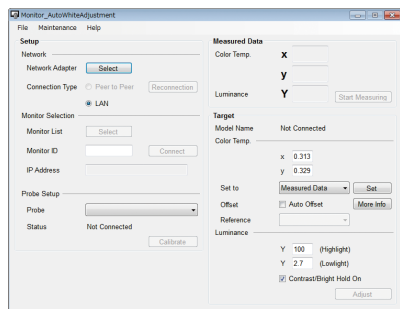 Monitor_AutoWhiteAdjustment
File Maintenance Help
Setup
Network
Network Adapter Select
Connection Type Peer to Peer Reconnection
LAN
Monitor Selection
Monitor List Select
Monitor ID Connect
IP Address
Probe Setup
Probe
Status Not Connected
Calibrate
Measured Data
Color Temp. x
y
Luminance Y Start Measuring
Target
Model Name Not Connected
Color Temp.
x 0.313
y 0.329
Set to Measured Data Set
Offset Auto Offset More Info
Reference
Luminance
Y 100 (Highlight)
Y 2.7 (Lowlight)
Contrast/Bright Hold On
Adjust